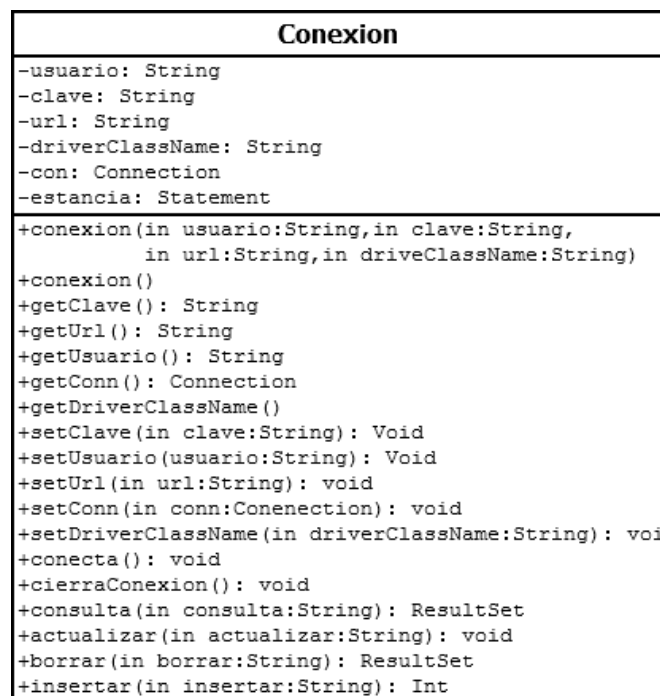 Conexion
-usuario: String
-clave: String
-url: String
-driverClassName: String
-con: Connection
-estancia: Statement
+conexion(in usuario:String,in clave:String,
in url:String,in driveClassName:String)
+conexion()
+getClave(): String
+getUrl(): String
+getUsuario(): String
+getConn(): Connection
+getDriverClassName()
+setClave(in clave:String): Void
+setUsuario(usuario:String): Void
+setUrl(in url:String): void
+setConn(in conn:Conenection): void
+setDriverClassName(in driverClassName:String): voi
+conecta(): void
+cierraConexion(): void
+consulta(in consulta:String): ResultSet
+actualizar(in actualizar:String): void
+borrar(in borrar:String): ResultSet
+insertar(in insertar:String): Int